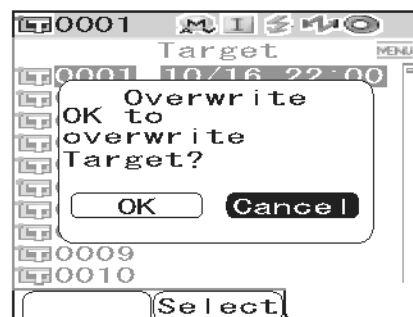 0001 M I
Target MENU
0001 10/16 22:00
Overwrite
OK to
overwrite
Target?
OK Cancel
0009
0010
Select